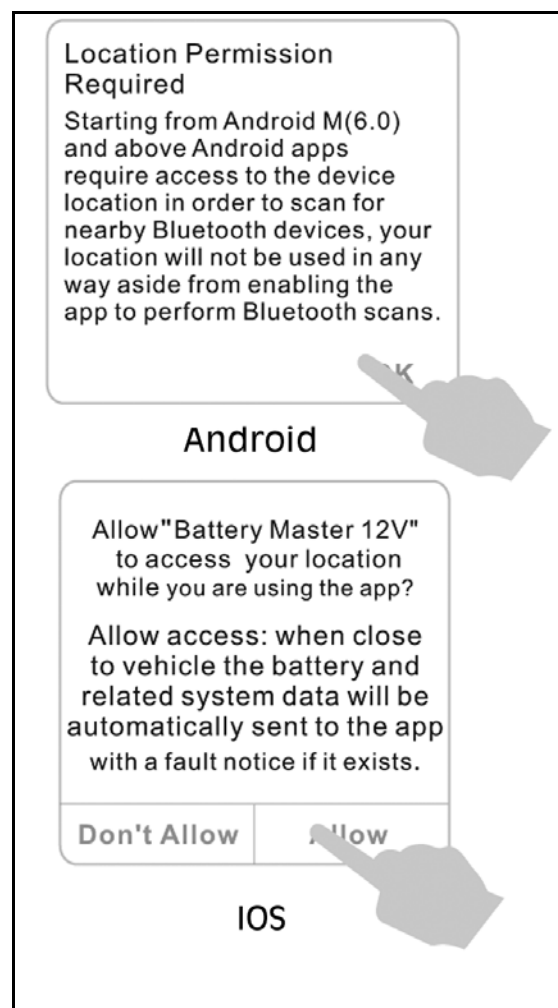 Location Permission
Required
Starting from Android M(6.0)
and above Android apps
require access to the device
location in order to scan for
nearby Bluetooth devices, your
location will not be used in any
way aside from enabling the
app to perform Bluetooth scans.
Android
Allow"Battery Master 12V"
to access your location
while you are using the app?
Allow access: when close
to vehicle the battery and
related system data will be
automatically sent to the app
with a fault notice if it exists.
Don't Allow
Allow
IOS